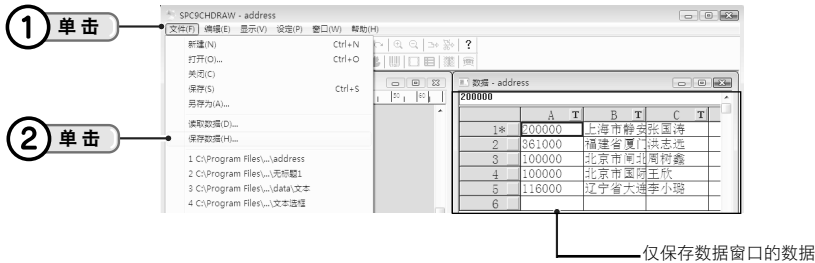 SPC9CHDRAW - address
① 单击
文件(F) 编辑(E) 显示(V) 设定(P) 窗口(W) 帮助(H)
新建(N) Ctrl+N
打开(O)... Ctrl+O
关闭(C)
保存(S) Ctrl+S
另存为(A)...
读取数据(D)...
② 单击
保存数据(H)...
1 C:\Program Files\...\address
2 C:\Program Files\...\无标题1
3 C:\Program Files\...\data\文本
4 C:\Program Files\...\文本选框
50 60
数据 - address
200000
A T B T C T
1* 200000 上海市静安 张国涛
2 361000 福建省厦门 洪志远
3 100000 北京市闸北 周树鑫
4 100000 北京市国际 王欣
5 116000 辽宁省大连 李小璐
6
仅保存数据窗口的数据